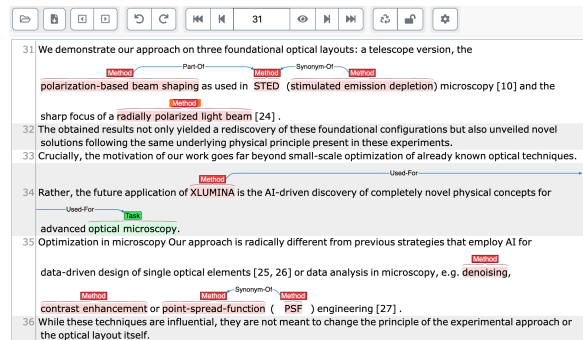 31
31 We demonstrate our approach on three foundational optical layouts: a telescope version, the
Part-Of Synonym-Of
Method Method Method
polarization-based beam shaping as used in STED (stimulated emission depletion) microscopy [10] and the
Method
sharp focus of a radially polarized light beam [24] .
32 The obtained results not only yielded a rediscovery of these foundational configurations but also unveiled novel
solutions following the same underlying physical principle present in these experiments.
33 Crucially, the motivation of our work goes far beyond small-scale optimization of already known optical techniques.
Used-For
Method
34 Rather, the future application of XLUMINA is the AI-driven discovery of completely novel physical concepts for
Used-For
Task
advanced optical microscopy.
35 Optimization in microscopy Our approach is radically different from previous strategies that employ AI for
Method
data-driven design of single optical elements [25, 26] or data analysis in microscopy, e.g. denoising,
Synonym-Of
Method Method Method
contrast enhancement or point-spread-function ( PSF ) engineering [27] .
36 While these techniques are influential, they are not meant to change the principle of the experimental approach or
the optical layout itself.